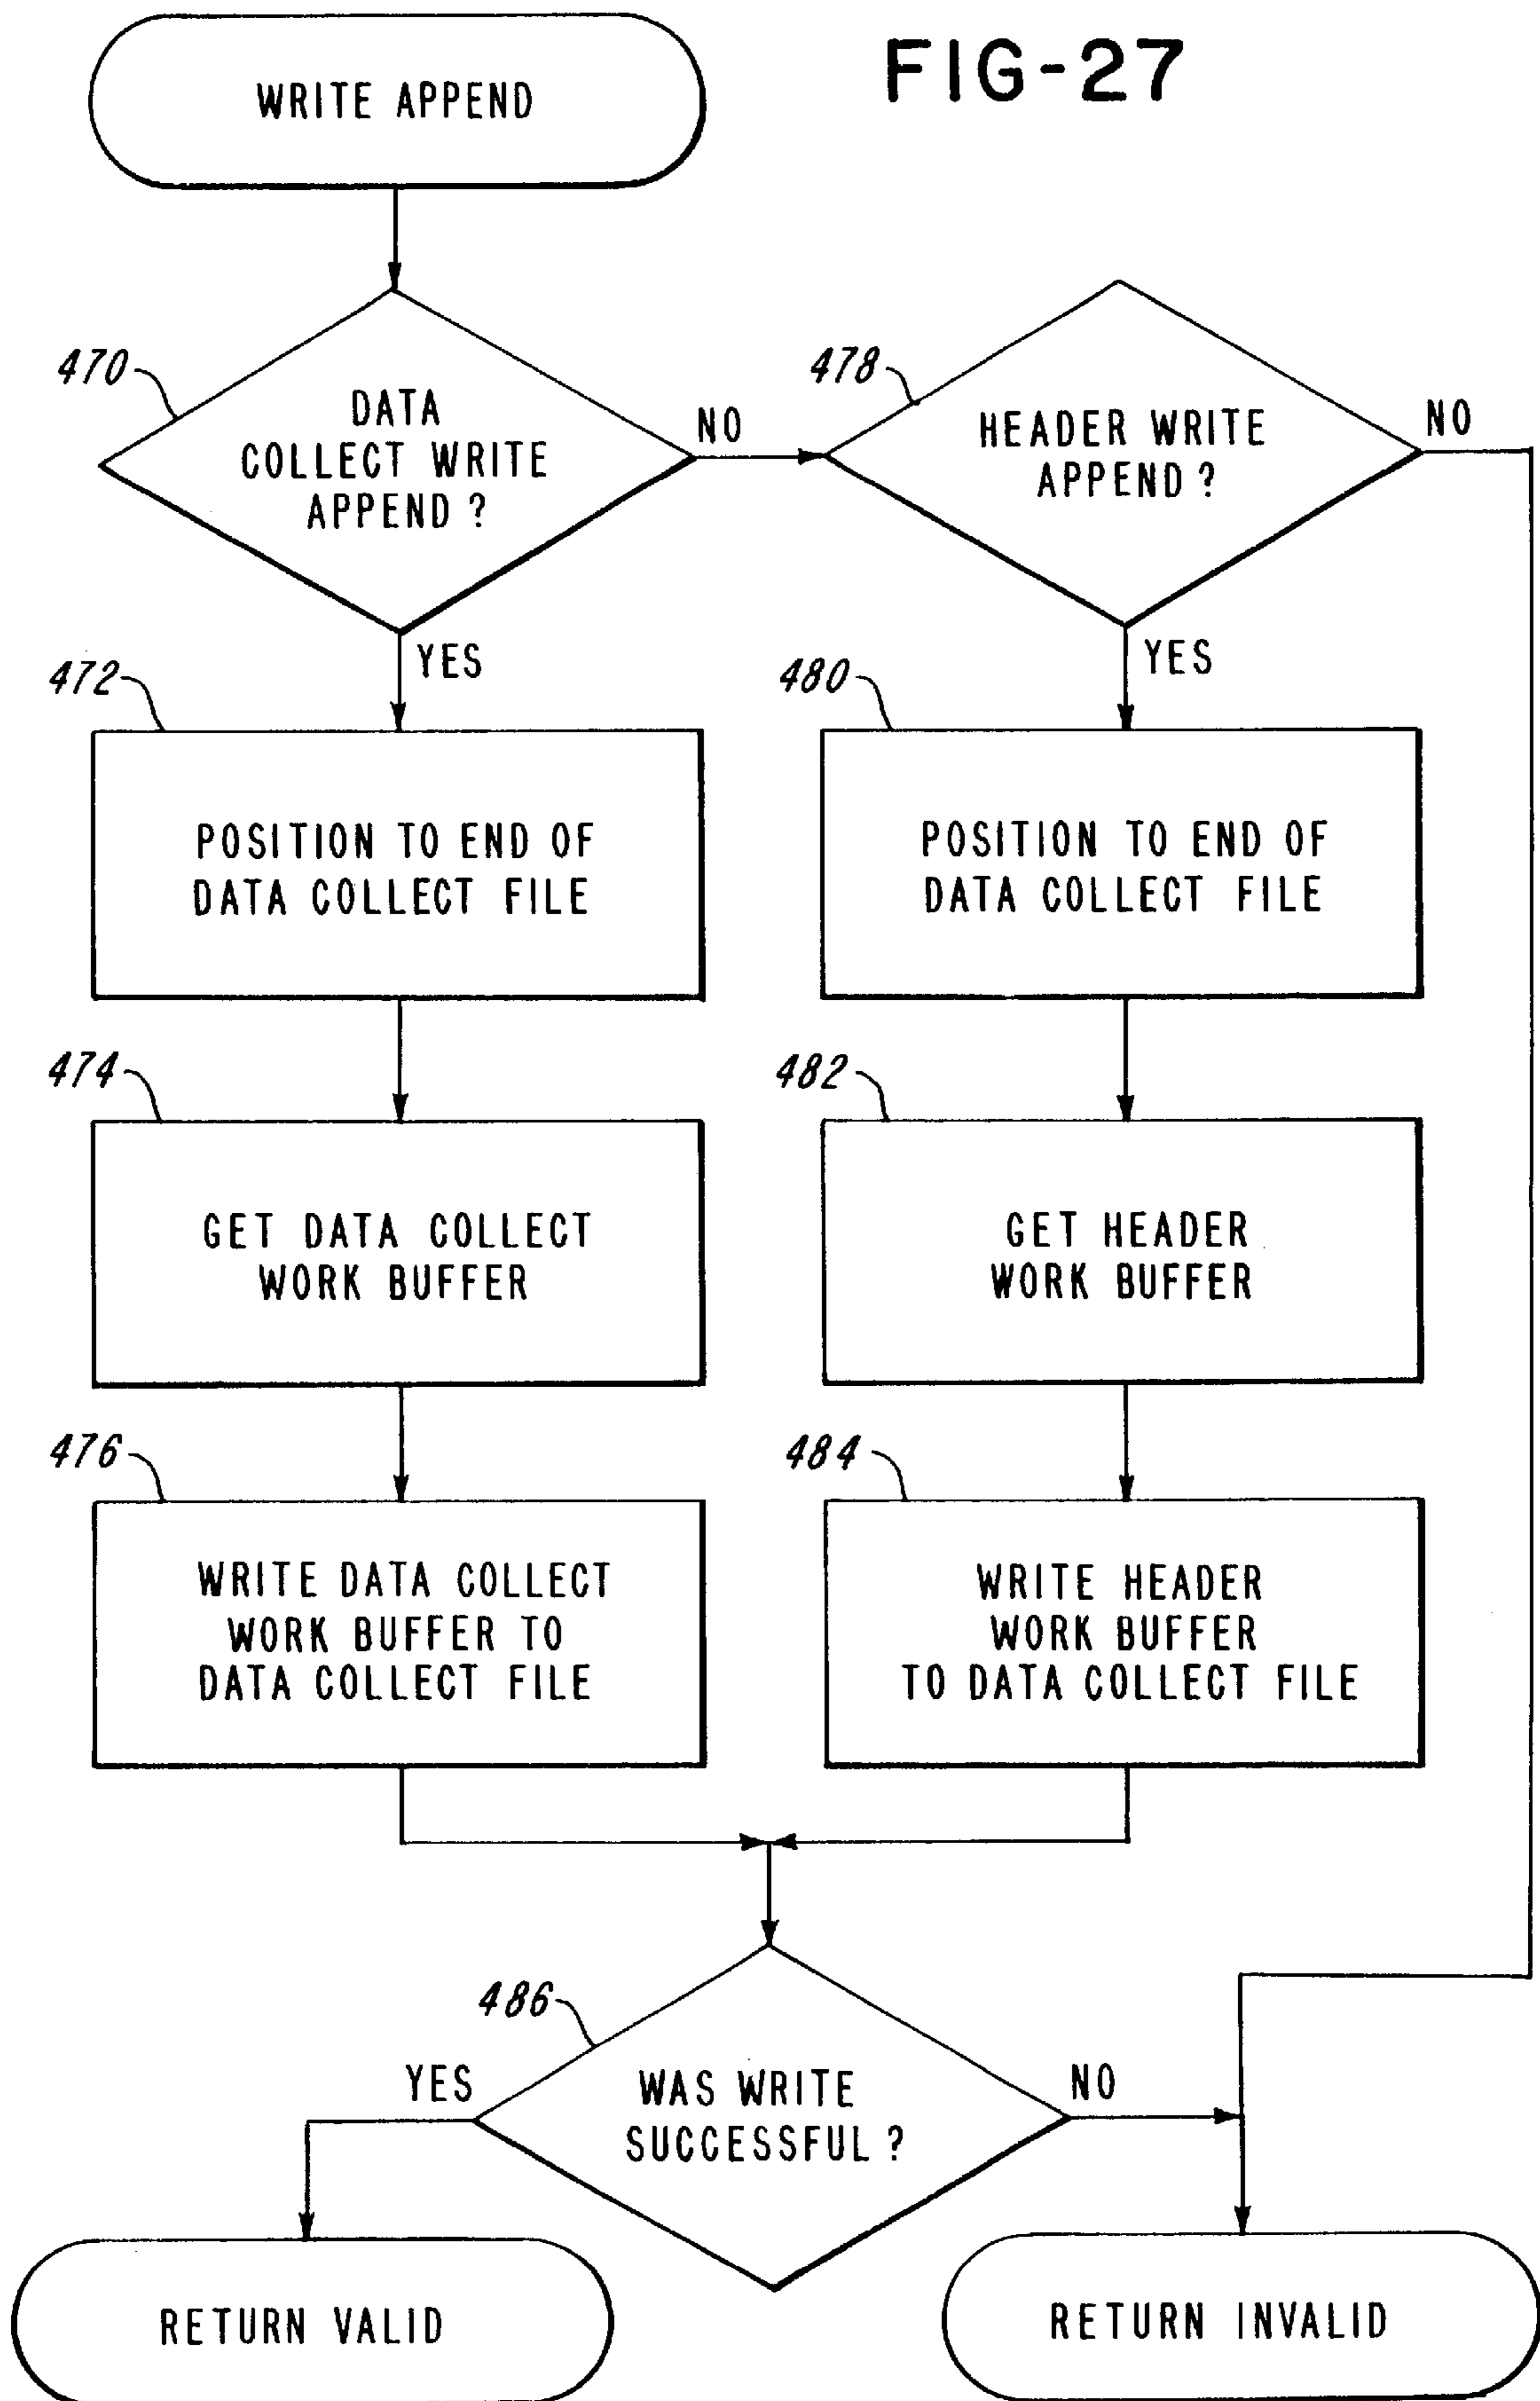 FIG-27
WRITE APPEND
470
DATA
COLLECT WRITE
APPEND?
NO
478
HEADER WRITE
APPEND?
NO
YES
YES
472
POSITION TO END OF
DATA COLLECT FILE
480
POSITION TO END OF
DATA COLLECT FILE
474
GET DATA COLLECT
WORK BUFFER
482
GET HEADER
WORK BUFFER
476
WRITE DATA COLLECT
WORK BUFFER TO
DATA COLLECT FILE
484
WRITE HEADER
WORK BUFFER
TO DATA COLLECT FILE
486
WAS WRITE
SUCCESSFUL?
YES
NO
RETURN VALID
RETURN INVALID